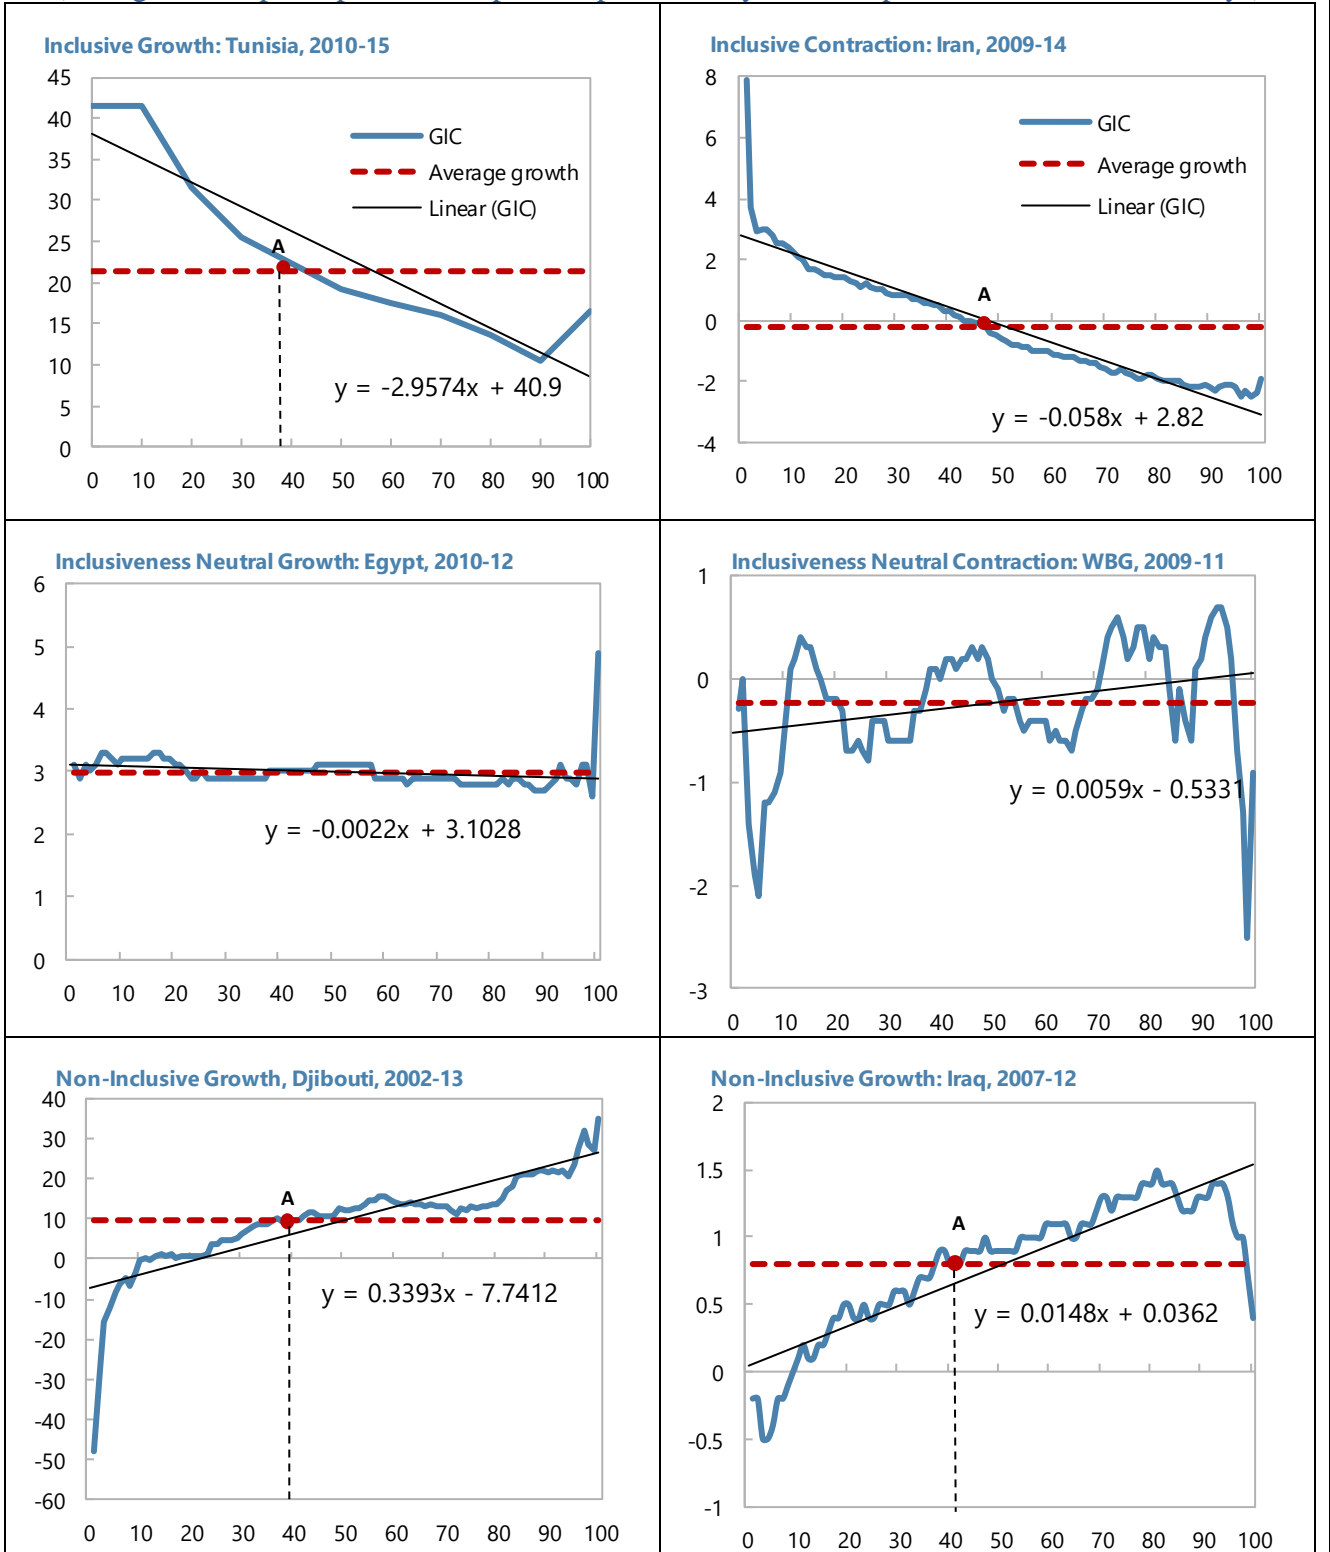 Inclusive Growth: Tunisia, 2010-15
45
40
35
30
25
20
15
10
5
0
GIC
Average growth
Linear (GIC)
A
y = -2.9574x + 40.9
0 10 20 30 40 50 60 70 80 90 100
Inclusive Contraction: Iran, 2009-14
8
6
4
2
0
-2
-4
GIC
Average growth
Linear (GIC)
A
y = -0.058x + 2.82
0 10 20 30 40 50 60 70 80 90 100
Inclusiveness Neutral Growth: Egypt, 2010-12
6
5
4
3
2
1
0
y = -0.0022x + 3.1028
0 10 20 30 40 50 60 70 80 90 100
Inclusiveness Neutral Contraction: WBG, 2009-11
1
0
-1
-2
-3
y = 0.0059x - 0.5331
0 10 20 30 40 50 60 70 80 90 100
Non-Inclusive Growth, Djibouti, 2002-13
40
30
20
10
0
-10
-20
-30
-40
-50
-60
A
y = 0.3393x - 7.7412
0 10 20 30 40 50 60 70 80 90 100
Non-Inclusive Growth: Iraq, 2007-12
2
1.5
1
0.5
0
-0.5
-1
A
y = 0.0148x + 0.0362
0 10 20 30 40 50 60 70 80 90 100